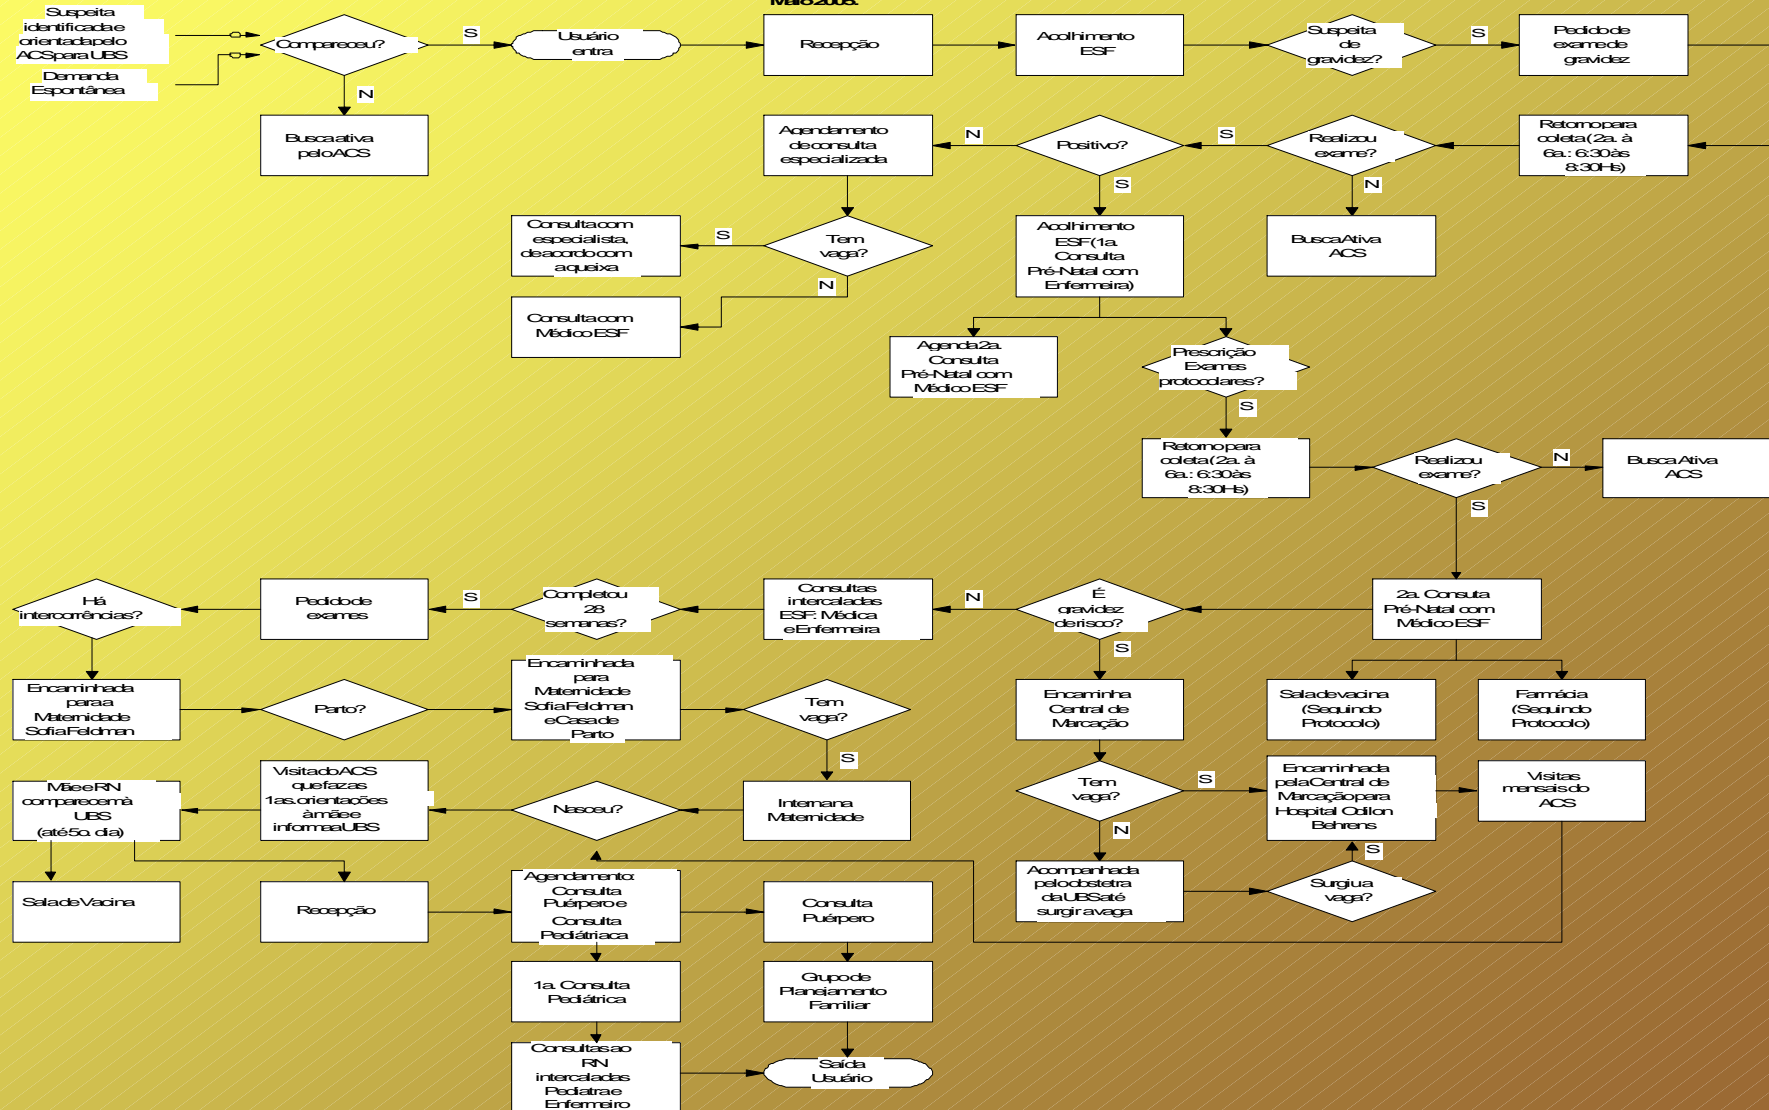 Maio 2005.
Suspeita
identificada e
orientada pelo
ACS para UBS
Demanda
Espontânea
Compareceu?
S
N
Busca ativa
pelo ACS
Usuário
entra
Recepção
Acolhimento
ESF
Suspeita
de
gravidez?
S
Pedido de
exame de
gravidez
Retorno para
coleta (2a. à
6a.: 6:30 às
8:30Hs)
Realizou
exame?
S
N
Busca Ativa
ACS
Positivo?
N
S
Agendamento
de consulta
especializada
Tem
vaga?
S
N
Consulta com
especialista,
de acordo com
a queixa
Consulta com
Médico ESF
Acolhimento
ESF (1a.
Consulta
Pré-Natal com
Enfermeira)
Agenda 2a.
Consulta
Pré-Natal com
Médico ESF
Prescrição
Exames
protocolares?
S
Retorno para
coleta (2a. à
6a.: 6:30 às
8:30Hs)
Realizou
exame?
N
S
Busca Ativa
ACS
2a. Consuta
Pré-Natal com
Médico ESF
Sala de vacina
(Seguindo
Protocolo)
Farmácia
(Seguindo
Protocolo)
É
gravidez
de risco?
N
S
Consultas
intercaladas
ESF: Médica
e Enfermeira
Completou
28
semanas?
S
Pedido de
exames
Há
intercorrências?
Encaminhada
para a
Maternidade
Sofia Feldman
Parto?
Encaminhada
para
Maternidade
Sofia Feldman
e Casa de
Parto
Tem
vaga?
S
Interna na
Maternidade
Nasceu?
Visita do ACS
que faz as
1as. orientações
à mãe e
informa a UBS
Mãe e RN
comparecem à
UBS
(até 5o. dia)
Sala de Vacina
Recepção
Agendamento:
Consulta
Puérpero e
Consulta
Pediátriaca
Consulta
Puérpero
1a. Consulta
Pediátrica
Grupo de
Planejamento
Familiar
Consultas ao
RN
intercaladas
Pediatra e
Enfermeiro
Saída
Usuário
Encaminha
Central de
Marcação
Tem
vaga?
S
N
Encaminhada
pela Central de
Marcação para
Hospital Odilon
Behrens
Visitas
mensais do
ACS
Acompanhada
pelo obstetra
da UBS até
surgir a vaga
Surgiu a
vaga?
S